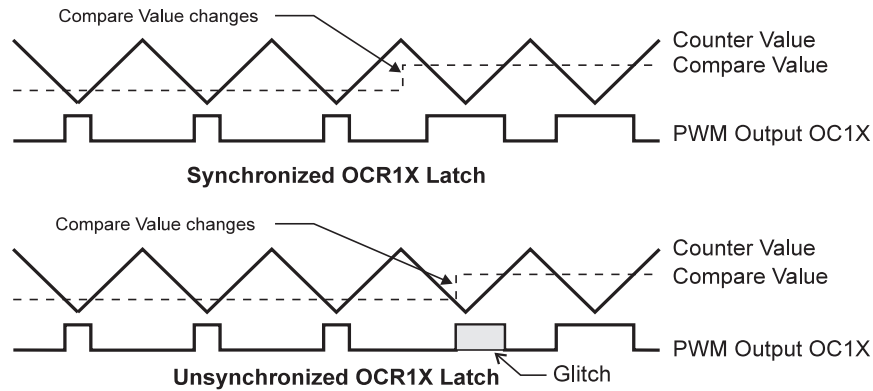 Compare Value changes
Counter Value
Compare Value
PWM Output OC1X
Synchronized OCR1X Latch
Compare Value changes
Counter Value
Compare Value
PWM Output OC1X
Unsynchronized OCR1X Latch
Glitch